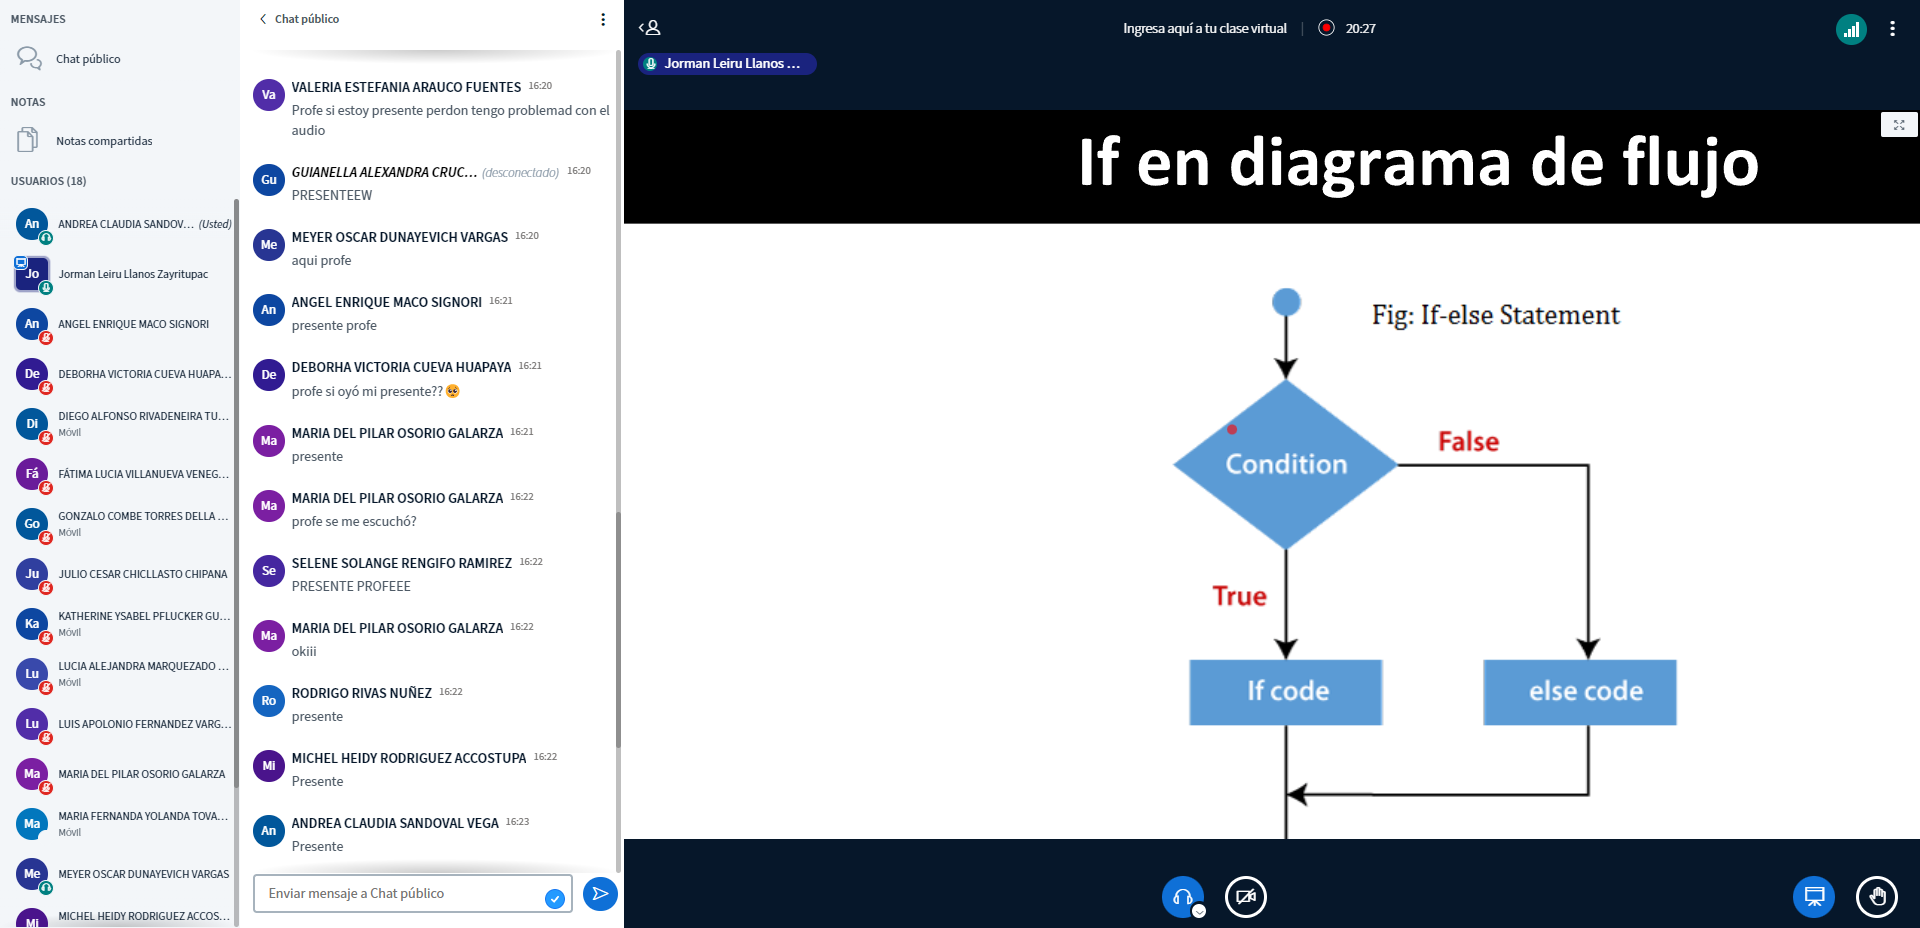 MENSAJES
Chat público
NOTAS
Notas compartidas
USUARIOS (18)
An
ANDREA CLAUDIA SANDOV... (Usted)
Jo
Jorman Leiru Llanos Zayritupac
An
ANGEL ENRIQUE MACO SIGNORI
De
DEBORHA VICTORIA CUEVA HUAPA...
Di
DIEGO ALFONSO RIVADENEIRA TU...
Móvil
Fá
FÁTIMA LUCIA VILLANUEVA VENEG...
Go
GONZALO COMBE TORRES DELLA ...
Móvil
Ju
JULIO CESAR CHICLLASTO CHIPANA
Ka
KATHERINE YSABEL PFLUCKER GU...
Móvil
Lu
LUCIA ALEJANDRA MARQUEZADO ...
Móvil
Lu
LUIS APOLONIO FERNANDEZ VARG...
Ma
MARIA DEL PILAR OSORIO GALARZA
Ma
MARIA FERNANDA YOLANDA TOVA...
Móvil
Me
MEYER OSCAR DUNAYEVICH VARGAS
Mi
MICHEL HEIDY RODRIGUEZ ACCOS...
Chat público
Va
VALERIA ESTEFANIA ARAUCO FUENTES 16:20
Profe si estoy presente perdon tengo problemad con el
audio
Gu
GUIANELLA ALEXANDRA CRUC... (desconectado) 16:20
PRESENTEEW
Me
MEYER OSCAR DUNAYEVICH VARGAS 16:20
aqui profe
An
ANGEL ENRIQUE MACO SIGNORI 16:21
presente profe
De
DEBORHA VICTORIA CUEVA HUAPAYA 16:21
profe si oyó mi presente?? 🥺
Ma
MARIA DEL PILAR OSORIO GALARZA 16:21
presente
Ma
MARIA DEL PILAR OSORIO GALARZA 16:22
profe se me escuchó?
Se
SELENE SOLANGE RENGIFO RAMIREZ 16:22
PRESENTE PROFEEE
Ma
MARIA DEL PILAR OSORIO GALARZA 16:22
okiii
Ro
RODRIGO RIVAS NUÑEZ 16:22
presente
Mi
MICHEL HEIDY RODRIGUEZ ACCOSTUPA 16:22
Presente
An
ANDREA CLAUDIA SANDOVAL VEGA 16:23
Presente
Enviar mensaje a Chat público
Ingresa aquí a tu clase virtual | 20:27
Jorman Leiru Llanos ...
If en diagrama de flujo
Fig: If-else Statement
Condition
False
True
If code
else code